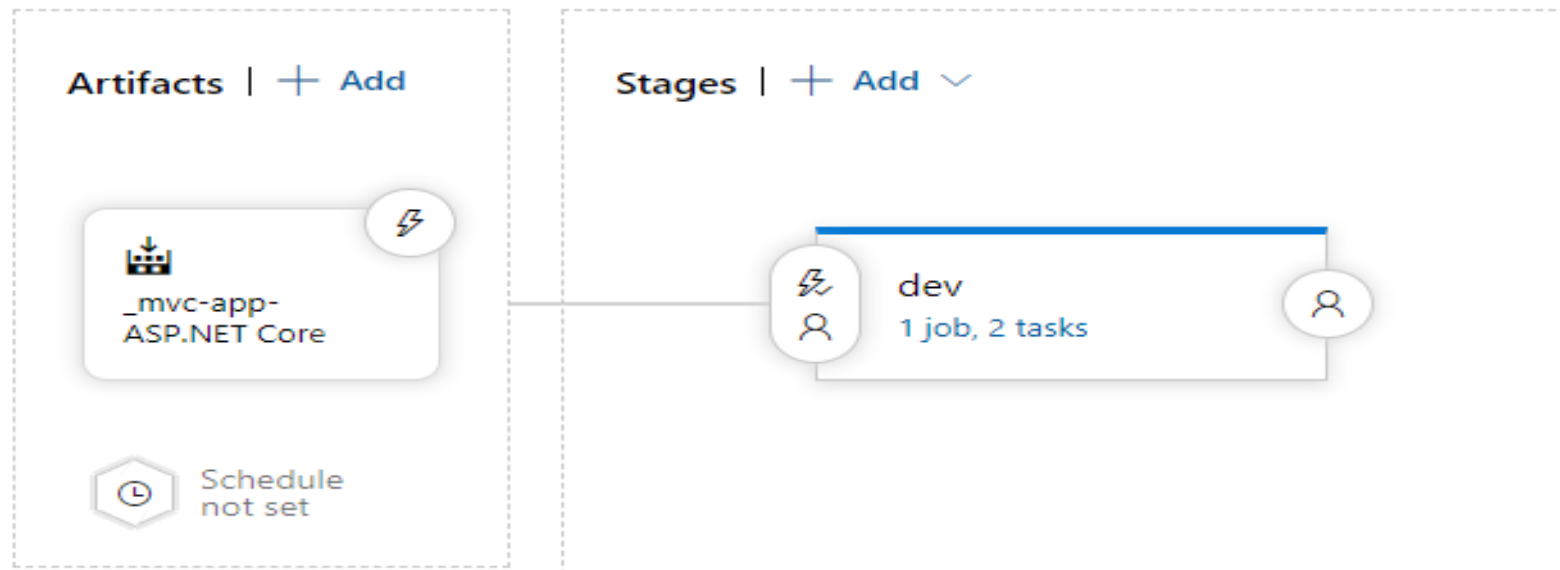 Artifacts | + Add
Stages | + Add
_mvc-app-
ASP.NET Core
dev
1 job, 2 tasks
Schedule
not set